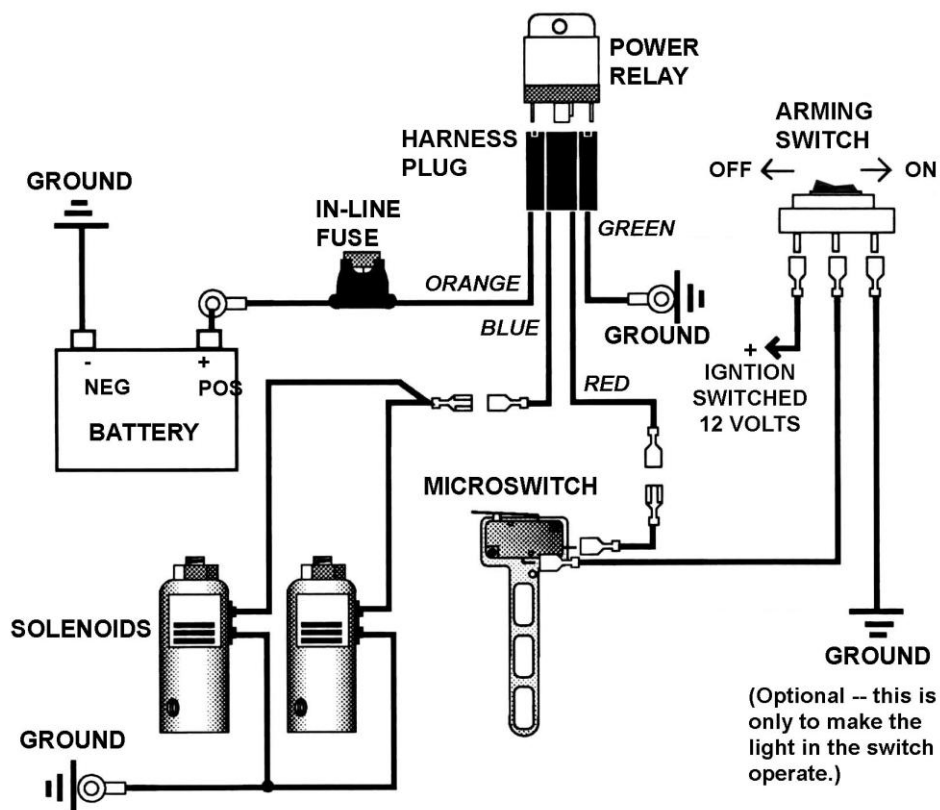 POWER
RELAY
HARNESS
PLUG
ARMING
SWITCH
OFF
ON
GROUND
IN-LINE
FUSE
GREEN
ORANGE
BLUE
GROUND
-
+
NEG
POS
BATTERY
RED
+
IGNTION
SWITCHED
12 VOLTS
MICROSWITCH
SOLENOIDS
GROUND
GROUND
(Optional -- this is
only to make the
light in the switch
operate.)